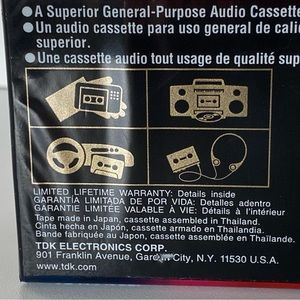 • A Superior General-Purpose Audio Cassette
• Un audio cassette para uso general de cali
superior.
• Une cassette audio tout usage de qualité sup
LIMITED LIFETIME WARRANTY: Details inside
GARANTIA LIMITADA DE POR VIDA: Detalles adentro
GARANTIE LIMITÉE VALABLE À VIE: Détails à l'intérieur
Tape made in Japan, cassette assembled in Thailand.
Cinta hecha en Japón, cassette armado en Thailandia.
Bande fabriquée au Japon, cassette assemblée en Thaïlande.
TDK ELECTRONICS CORP.
901 Franklin Avenue, Garden City, N.Y. 11530 U.S.A.
www.tdk.com